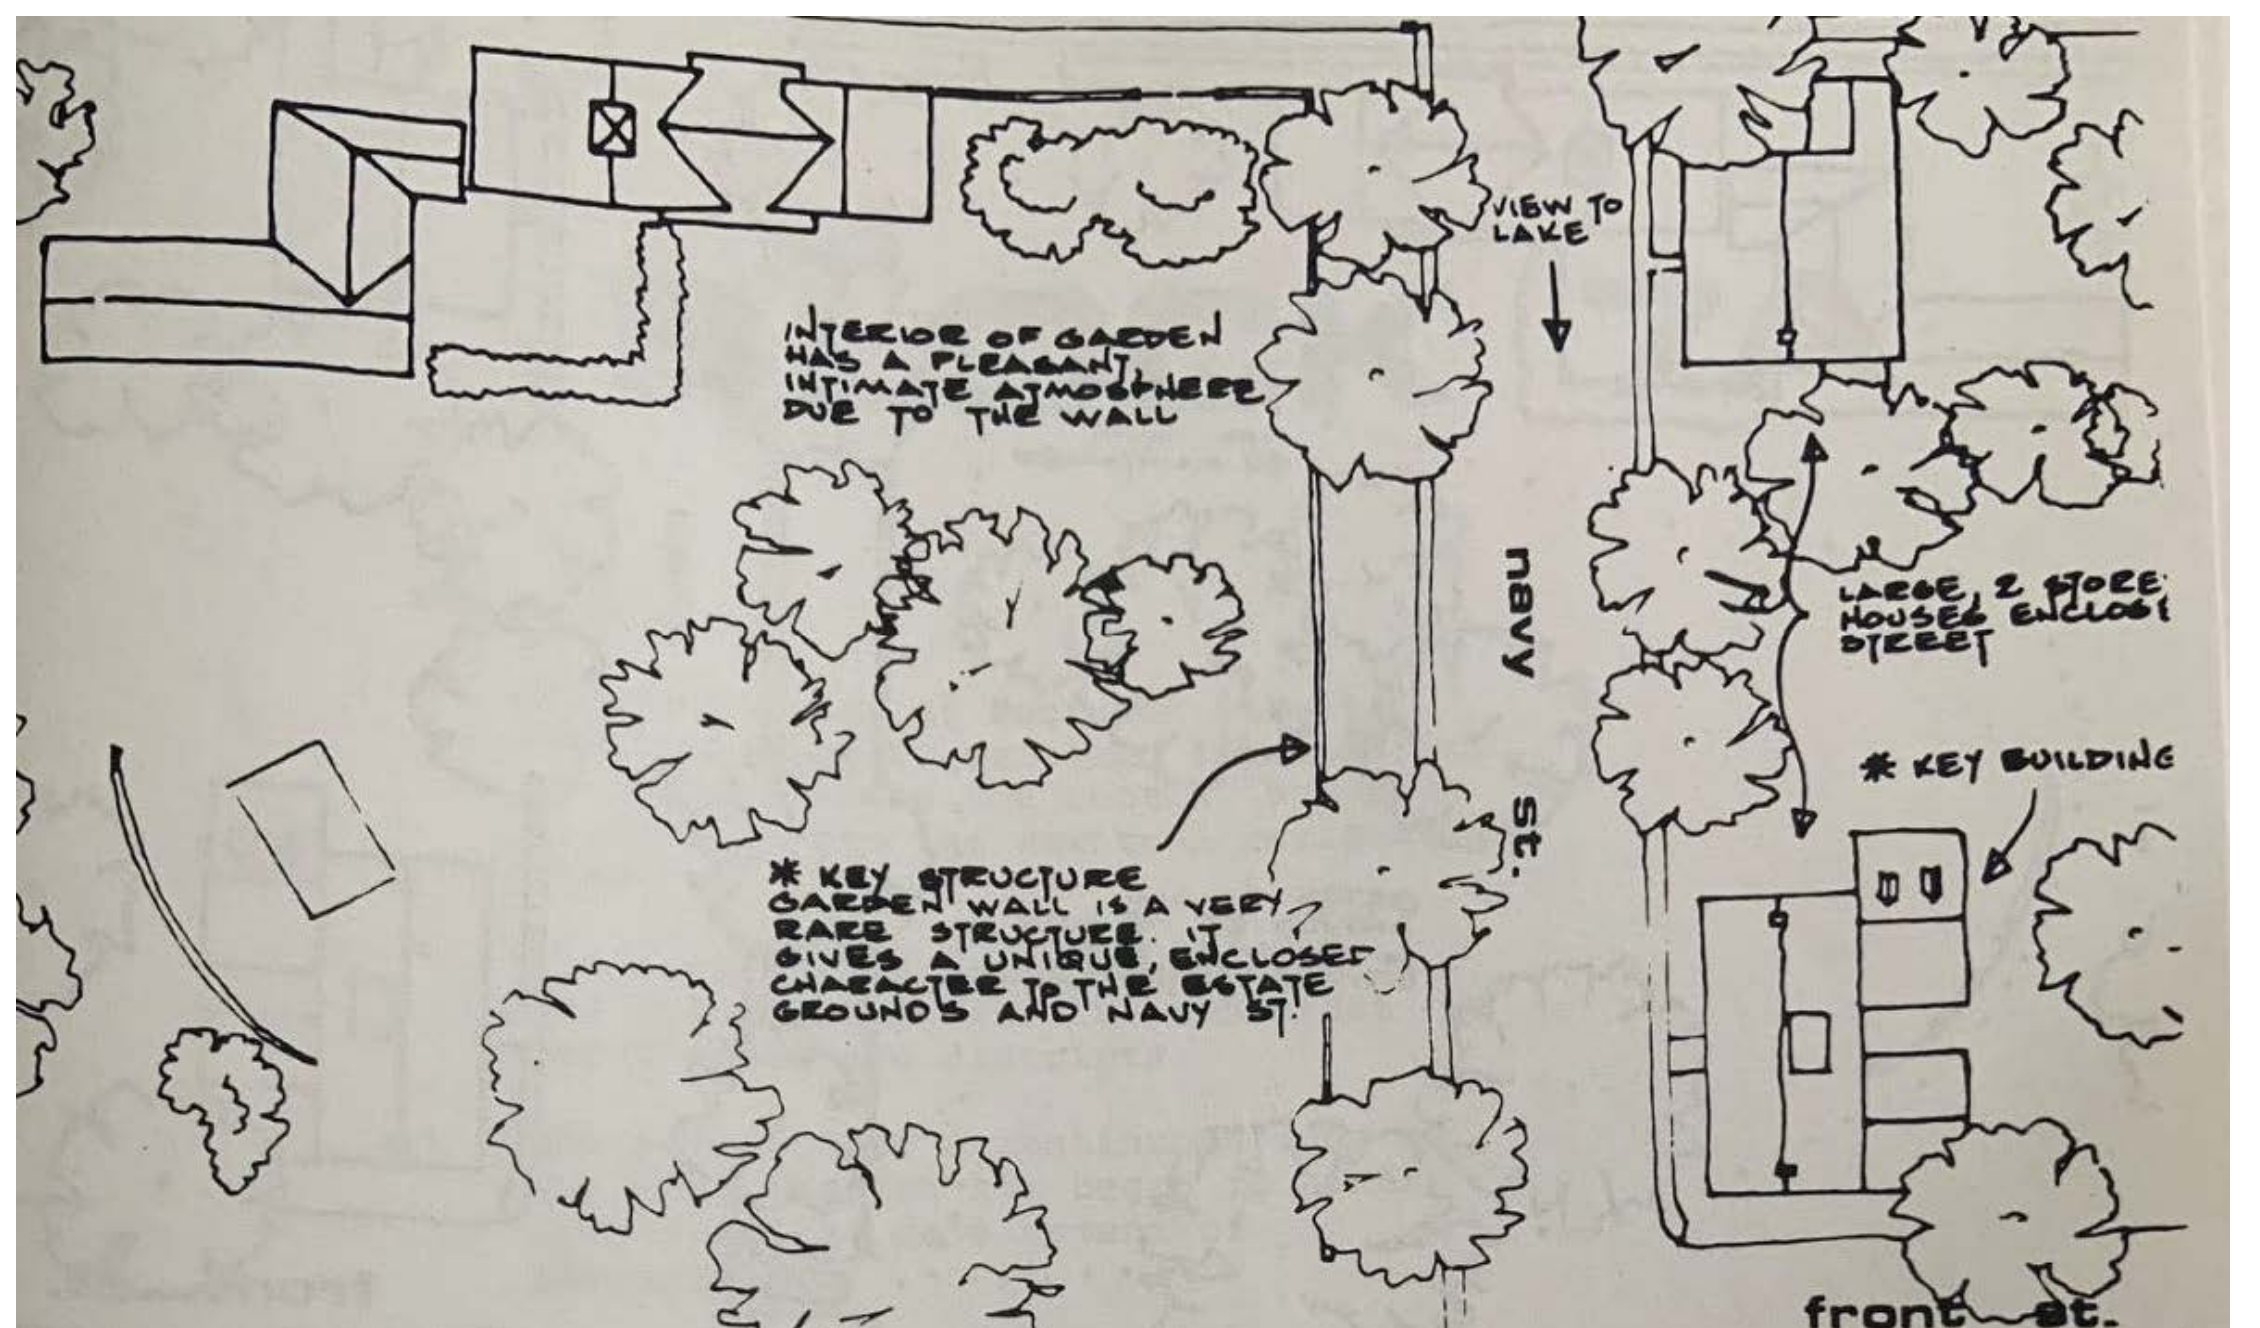 VIEW TO
LAKE
INTERIOR OF GARDEN
HAS A PLEASANT,
INTIMATE ATMOSPHERE
DUE TO THE WALL
navy st.
LARGE, 2 STORE
HOUSES ENCLOSE
STREET
* KEY BUILDING
* KEY STRUCTURE
GARDEN WALL IS A VERY
RARE STRUCTURE. IT
GIVES A UNIQUE, ENCLOSED
CHARACTER TO THE ESTATE
GROUNDS AND NAVY ST.
front st.